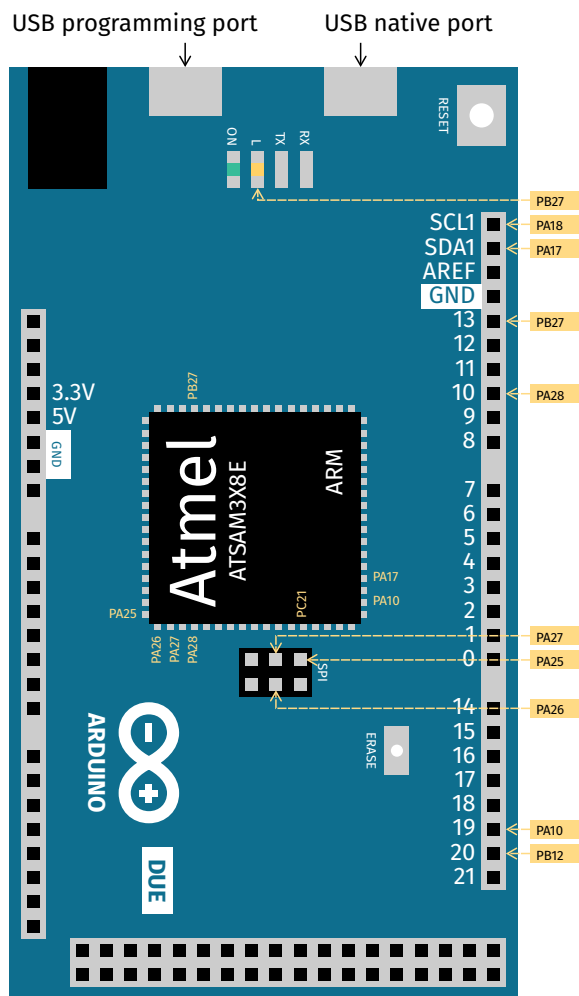 USB programming port
USB native port
RESET
ON
L
TX
RX
PB27
SCL1
PA18
SDA1
PA17
AREF
GND
13
PB27
12
11
10
PA28
9
8
3.3V
5V
GND
PB27
Atmel
ATSAM3X8E
ARM
7
6
5
4
3
2
1
PA27
0
PA25
PA17
PA10
PC21
PA25
PA26
PA27
PA28
SPI
14
PA26
15
16
17
18
19
PA10
20
PB12
21
ERASE
ARDUINO
DUE